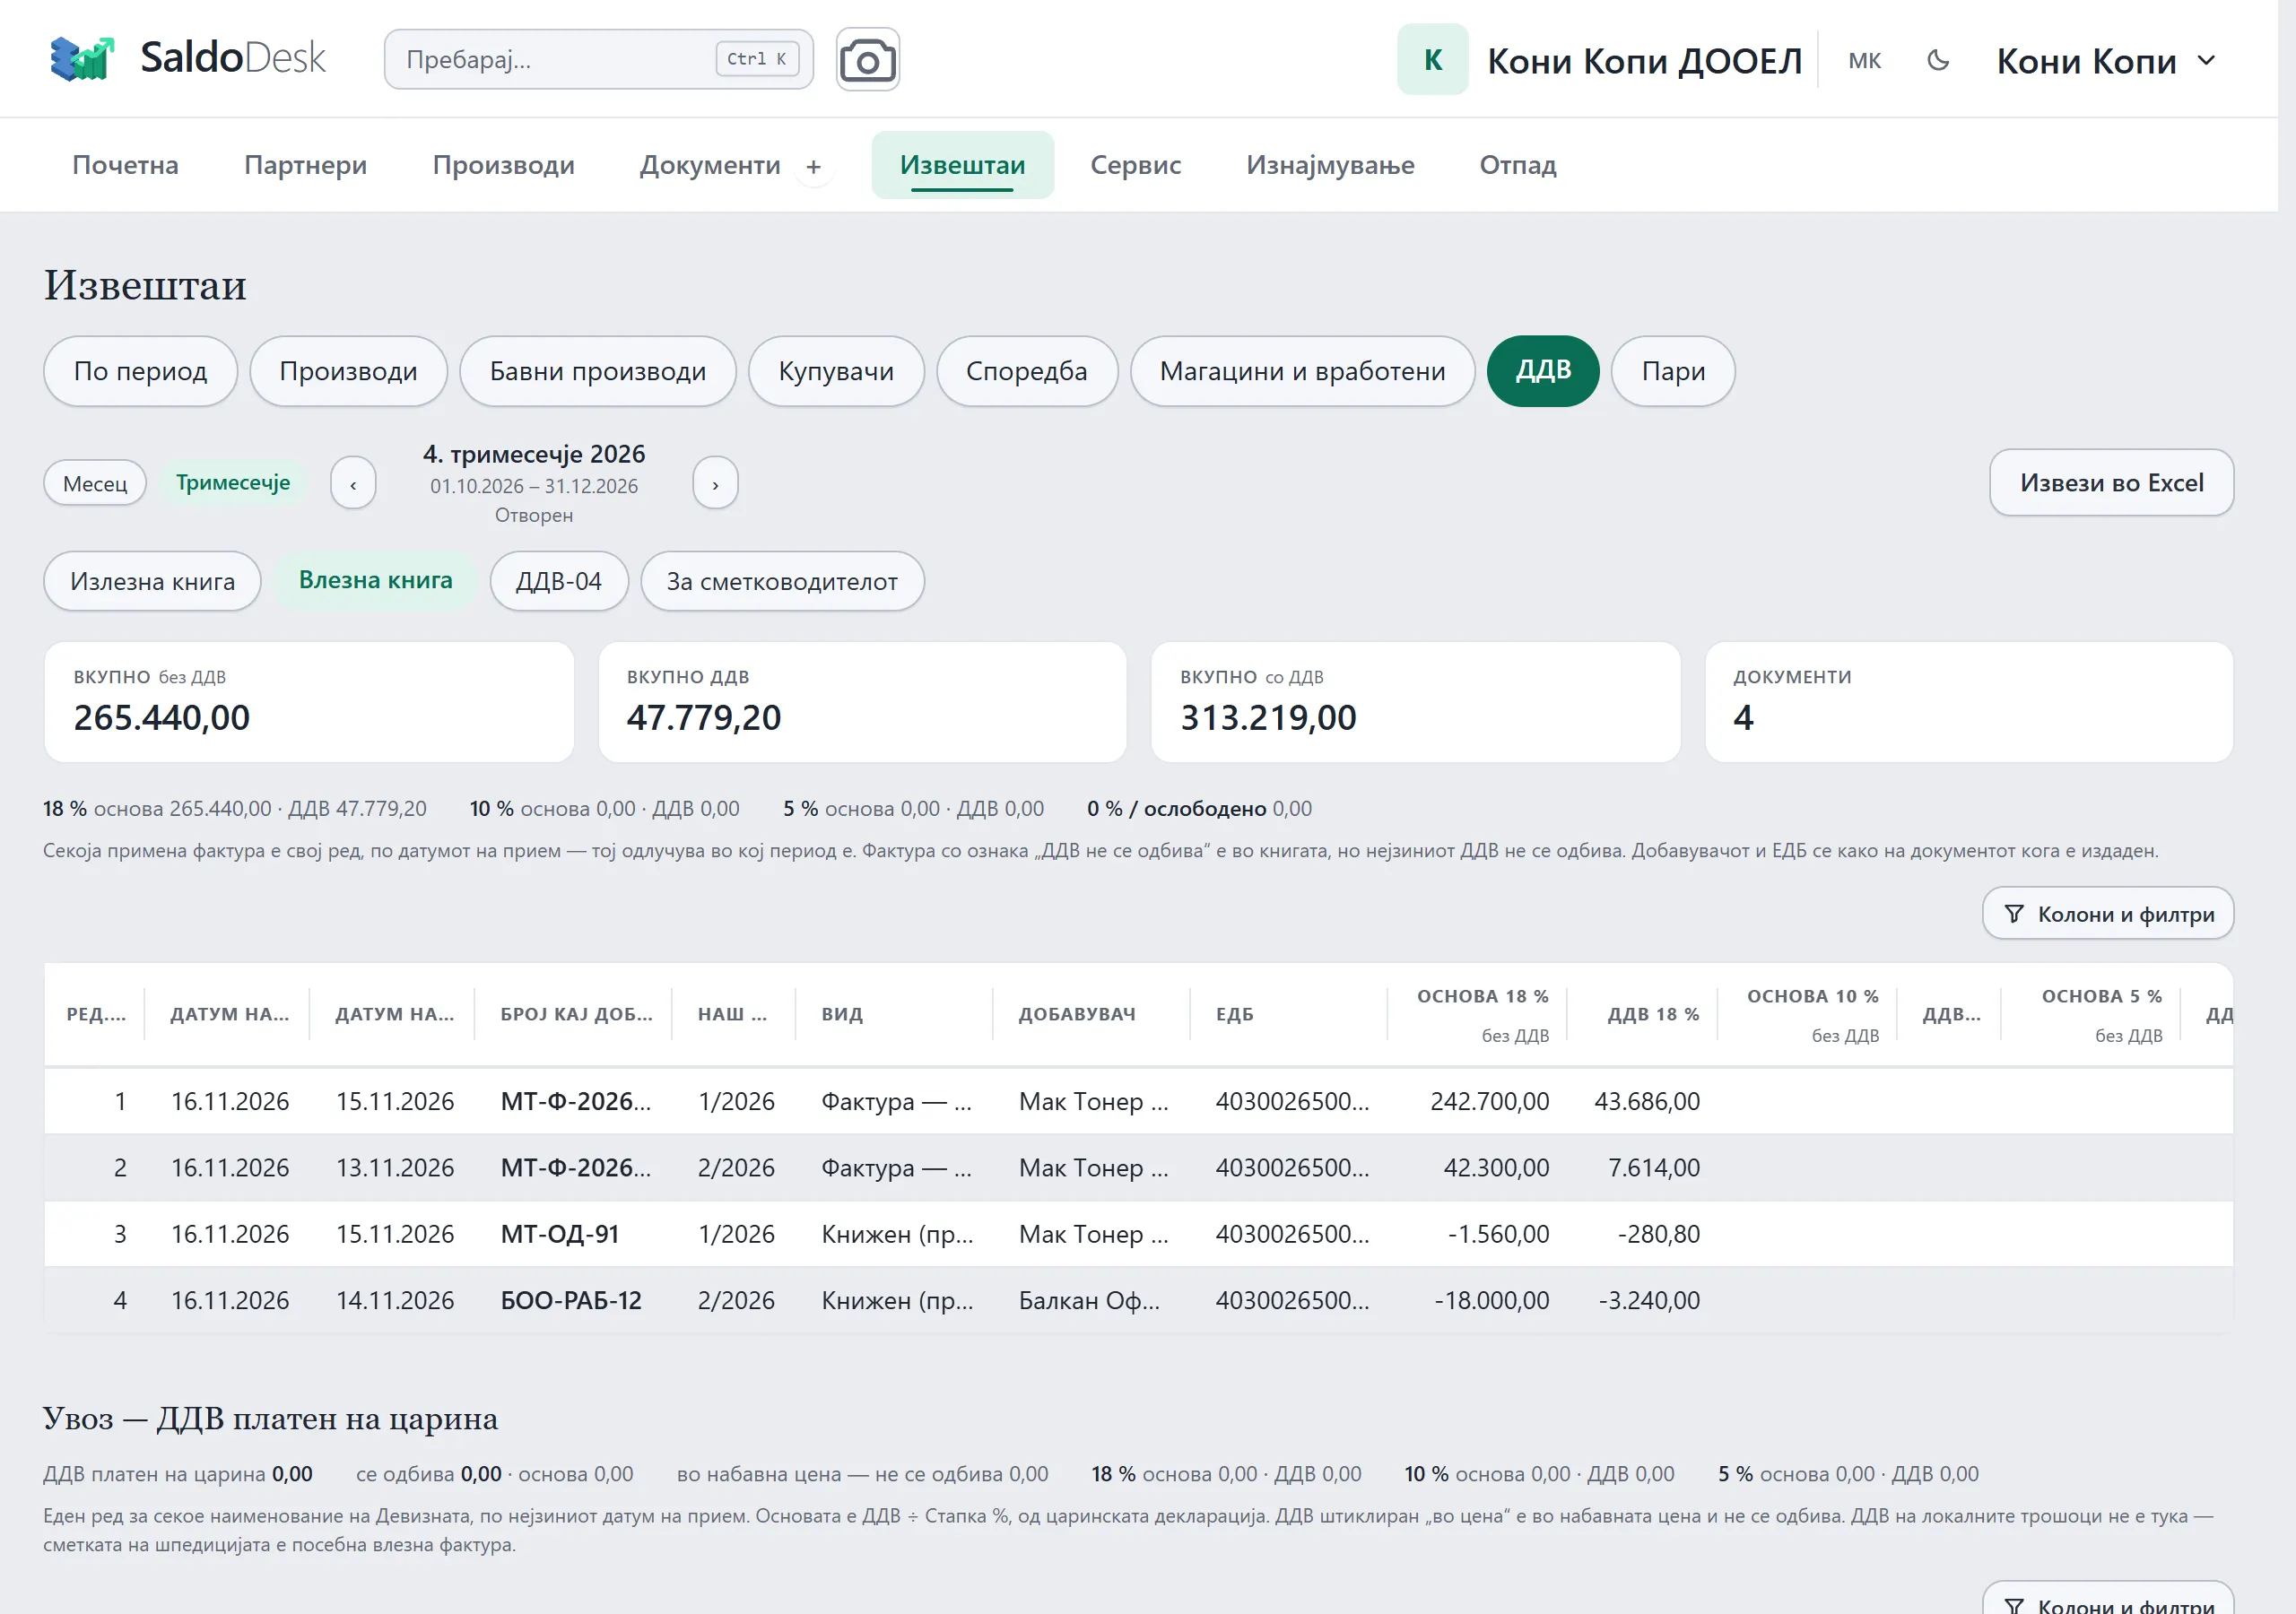 SaldoDesk
Пребарај... Ctrl K
К Кони Копи ДООЕЛ МК Кони Копи
Почетна Партнери Производи Документи + Извештаи Сервис Изнајмување Отпад
Извештаи
По период Производи Бавни производи Купувачи Споредба Магацини и вработени ДДВ Пари
Месец Тримесечје ‹ 4. тримесечје 2026 ›
01.10.2026 – 31.12.2026
Отворен
Извези во Excel
Излезна книга Влезна книга ДДВ-04 За сметководителот
ВКУПНО без ДДВ ВКУПНО ДДВ ВКУПНО со ДДВ ДОКУМЕНТИ
265.440,00 47.779,20 313.219,00 4
18 % основа 265.440,00 · ДДВ 47.779,20 10 % основа 0,00 · ДДВ 0,00 5 % основа 0,00 · ДДВ 0,00 0 % / ослободено 0,00
Секоја примена фактура е свој ред, по датумот на прием — тој одлучува во кој период е. Фактура со ознака „ДДВ не се одбива“ е во книгата, но нејзиниот ДДВ не се одбива. Добавувачот и ЕДБ се како на документот кога е издаден.
Колони и филтри
РЕД.... ДАТУМ НА... ДАТУМ НА... БРОЈ КАЈ ДОБ... НАШ ... ВИД ДОБАВУВАЧ ЕДБ ОСНОВА 18 % без ДДВ ДДВ 18 % ОСНОВА 10 % без ДДВ ДДВ... ОСНОВА 5 % без ДДВ ДД
1 16.11.2026 15.11.2026 МТ-Ф-2026... 1/2026 Фактура — ... Мак Тонер ... 4030026500... 242.700,00 43.686,00
2 16.11.2026 13.11.2026 МТ-Ф-2026... 2/2026 Фактура — ... Мак Тонер ... 4030026500... 42.300,00 7.614,00
3 16.11.2026 15.11.2026 МТ-ОД-91 1/2026 Книжен (пр... Мак Тонер ... 4030026500... -1.560,00 -280,80
4 16.11.2026 14.11.2026 БОО-РАБ-12 2/2026 Книжен (пр... Балкан Оф... 4030026500... -18.000,00 -3.240,00
Увоз — ДДВ платен на царина
ДДВ платен на царина 0,00 се одбива 0,00 · основа 0,00 во набавна цена — не се одбива 0,00 18 % основа 0,00 · ДДВ 0,00 10 % основа 0,00 · ДДВ 0,00 5 % основа 0,00 · ДДВ 0,00
Еден ред за секое наименование на Девизната, по нејзиниот датум на прием. Основата е ДДВ ÷ Стапка %, од царинската декларација. ДДВ штиклиран „во цена“ е во набавната цена и не се одбива. ДДВ на локалните трошоци не е тука —
сметката на шпедицијата е посебна влезна фактура.
Колони и филтри